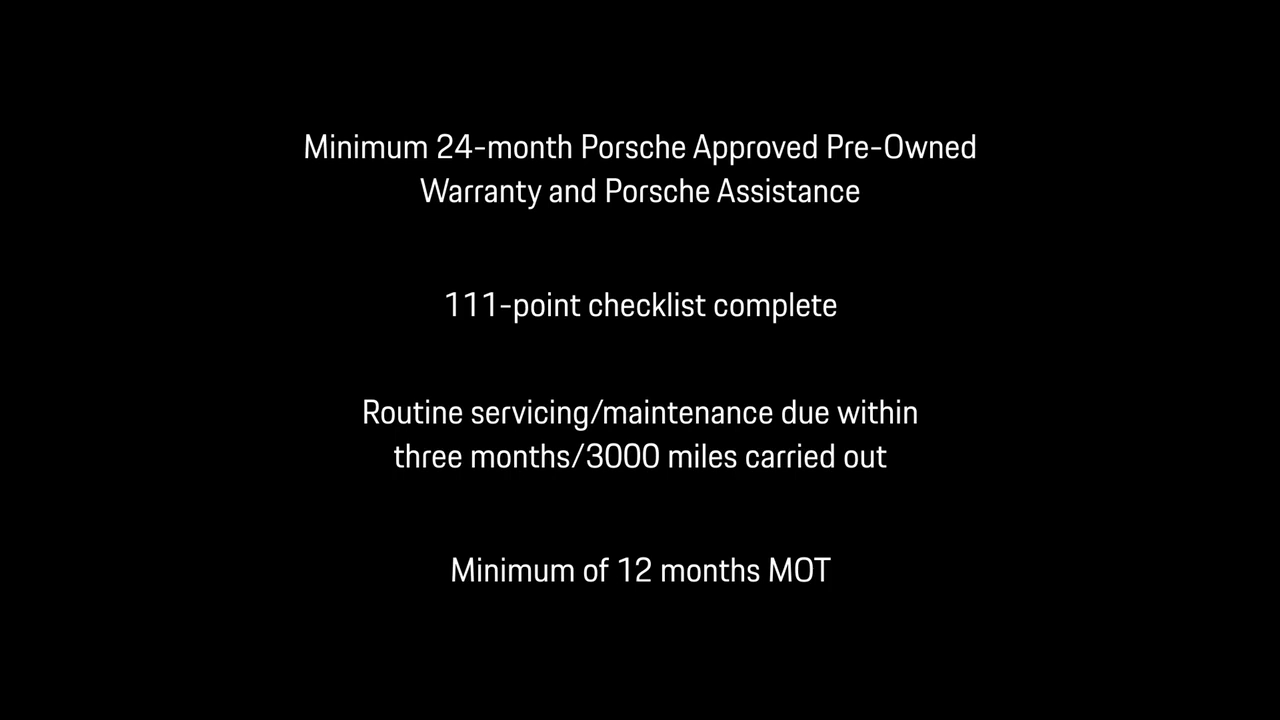 Minimum 24-month Porsche Approved Pre-Owned
Warranty and Porsche Assistance
111-point checklist complete
Routine servicing/maintenance due within
three months/3000 miles carried out
Minimum of 12 months MOT